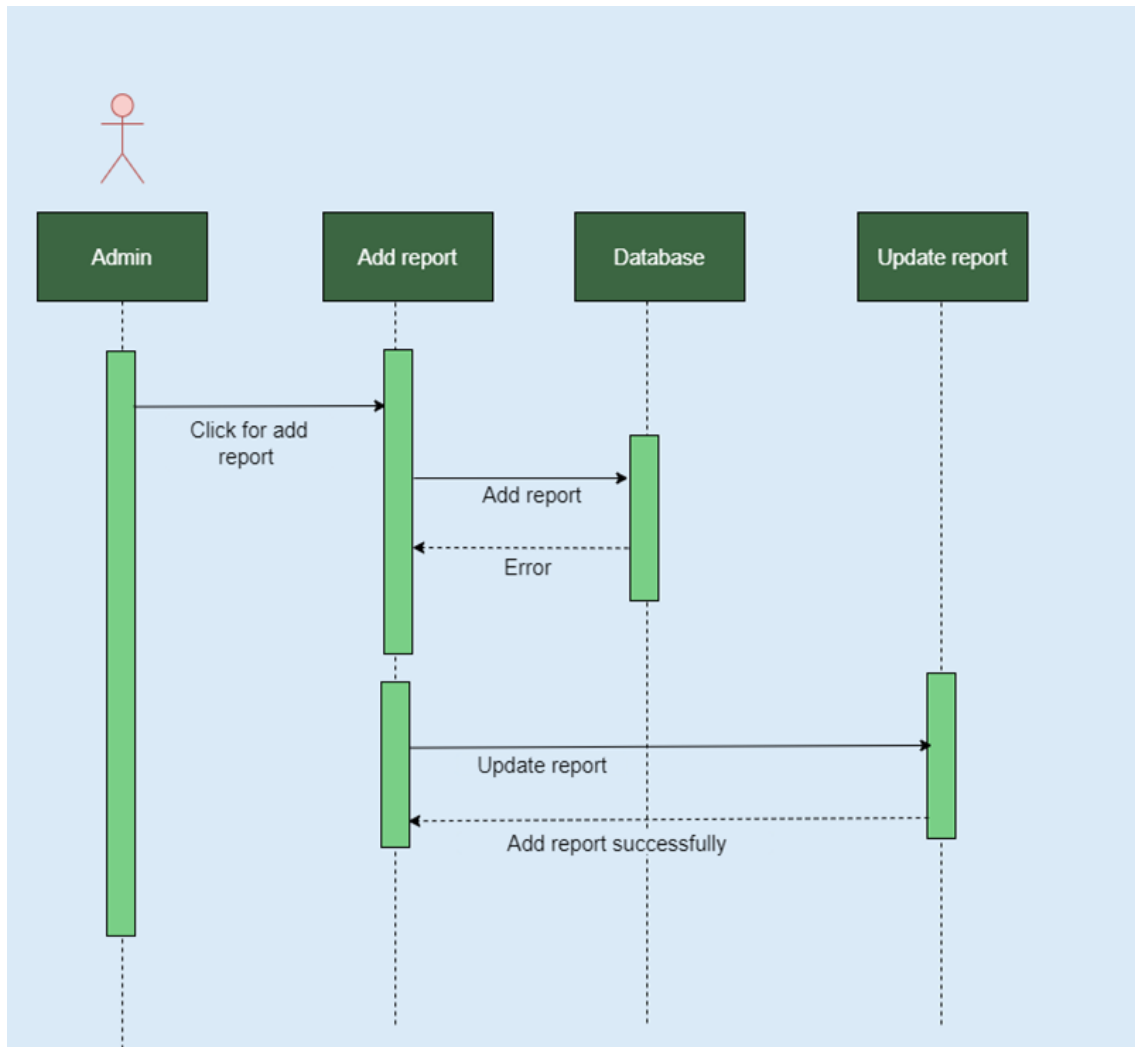 Admin
Add report
Database
Update report
Click for add
report
Add report
Error
Update report
Add report successfully